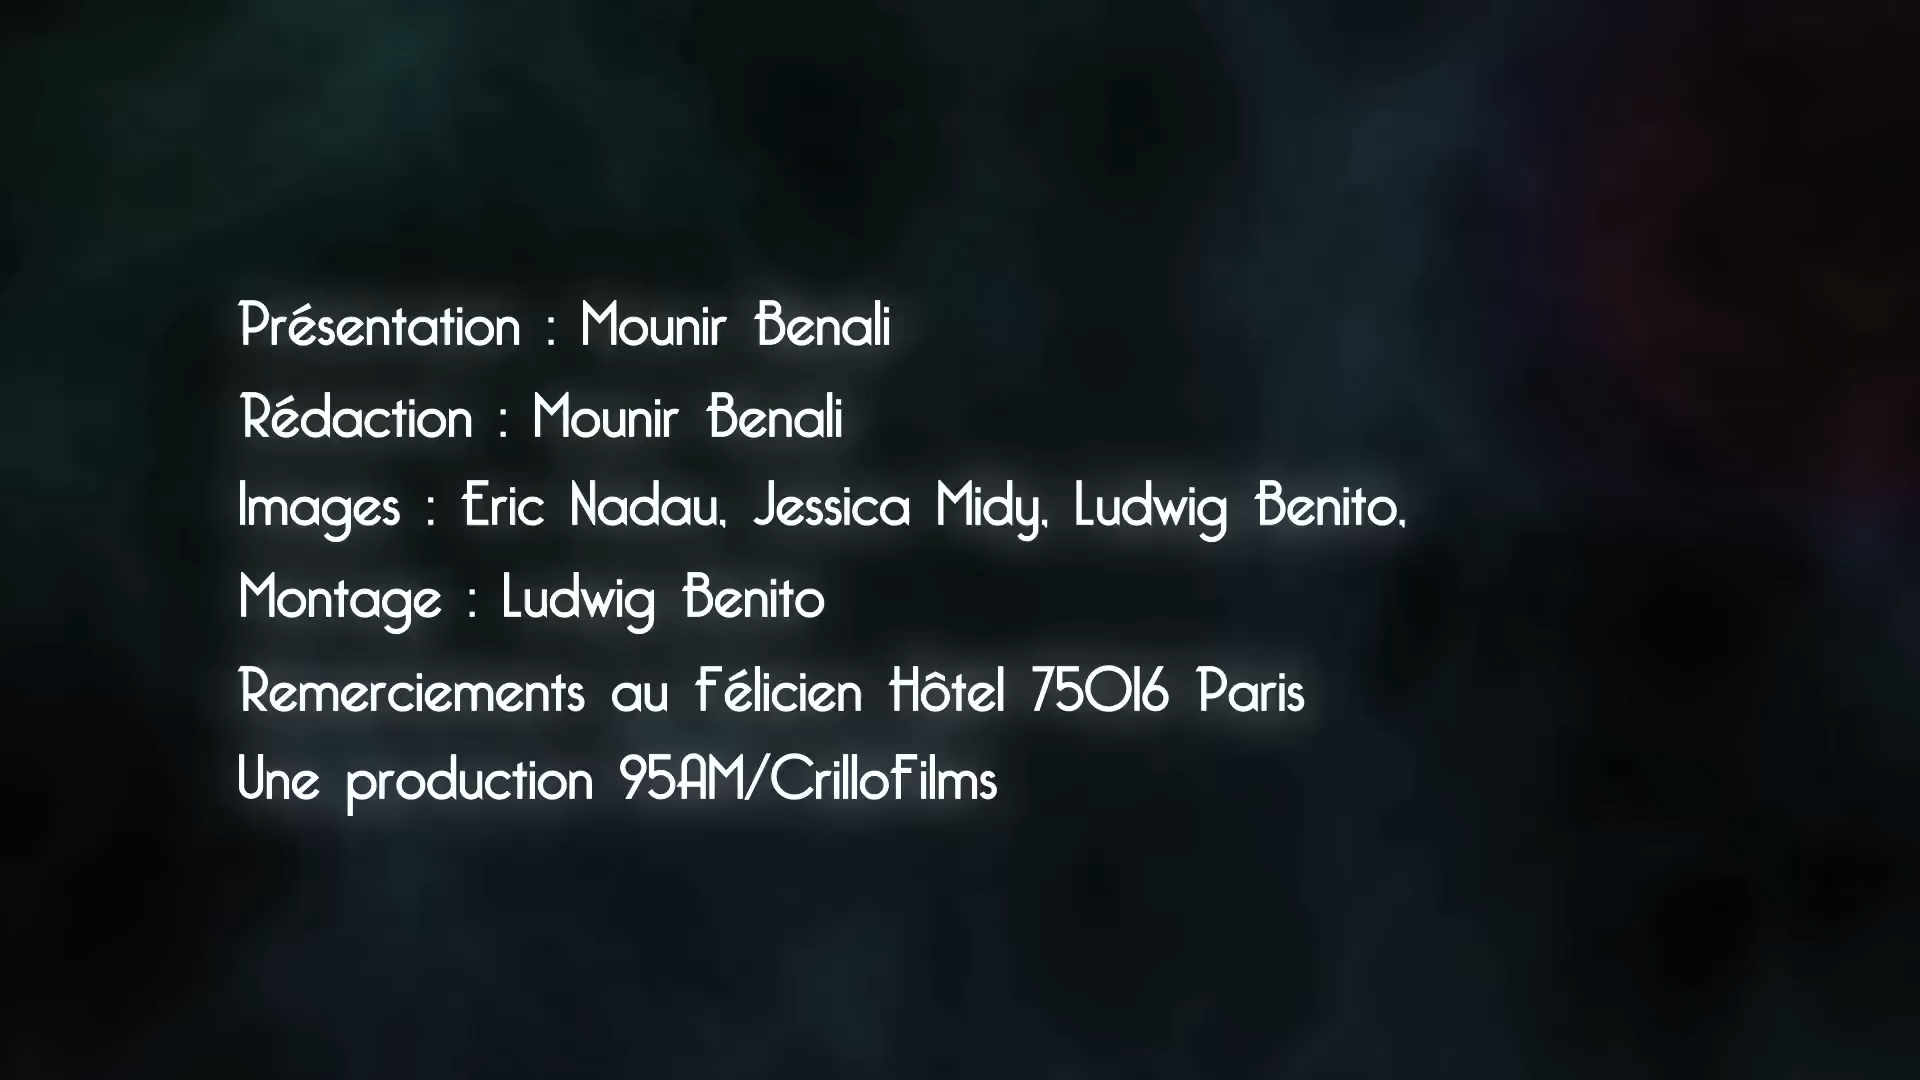 Présentation : Mounir Benali
Rédaction : Mounir Benali
Images : Eric Nadau, Jessica Midy, Ludwig Benito,
Montage : Ludwig Benito
Remerciements au Félicien Hôtel 75016 Paris
Une production 95AM/CrilloFilms